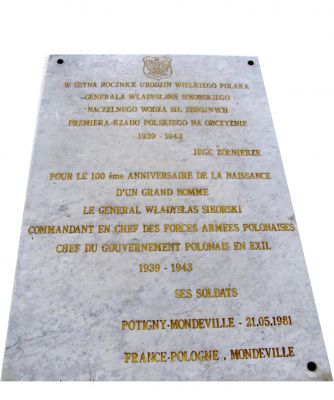 W SETNA ROCZNICE URODZIN WIELKIEGO POLAKA
GENERAŁA WŁADYSŁAWA SIKORSKIEGO
NACZELNEGO WODZA SIŁ ZBROJNYCH
PREMIERA-RZADU POLSKIEGO NA OBCZYŹNIE
1939 - 1943
JEGO ŻOŁNIERZE
POUR LE 100 ème ANNIVERSAIRE DE LA NAISSANCE
D'UN GRAND HOMME
LE GENERAL WŁADYSLAS SIKORSKI
COMMANDANT EN CHEF DES FORCES ARMEES POLONAISES
CHEF DU GOUVERNEMENT POLONAIS EN EXIL
1939 - 1943
SES SOLDATS
POTIGNY-MONDEVILLE - 21.05.1981
FRANCE-POLOGNE . MONDEVILLE